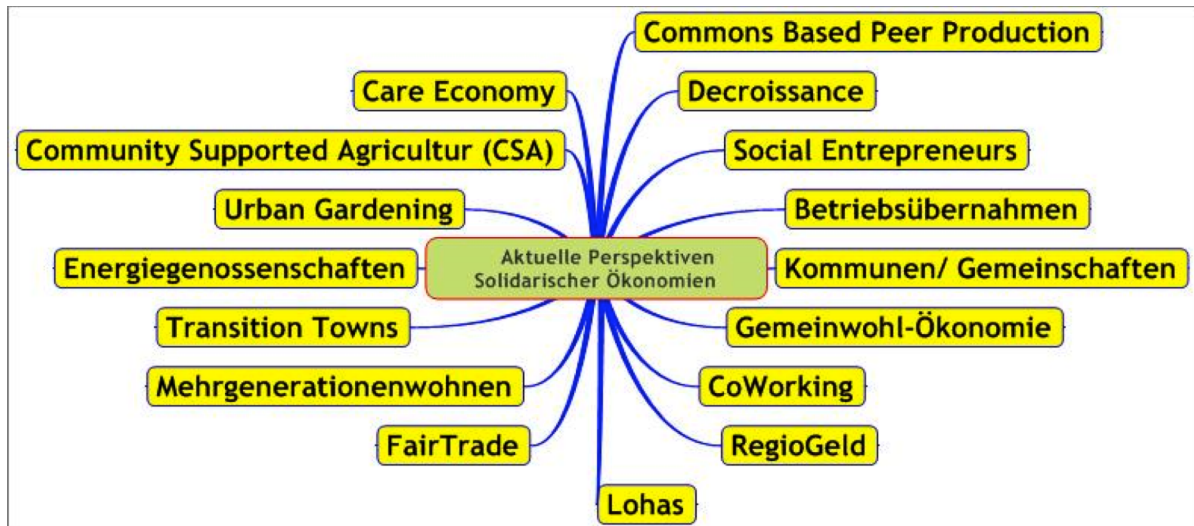 Commons Based Peer Production
Care Economy
Decroissance
Community Supported Agricultur (CSA)
Social Entrepreneurs
Urban Gardening
Betriebsübernahmen
Aktuelle Perspektiven
Solidarischer Ökonomien
Energiegenossenschaften
Kommunen/ Gemeinschaften
Transition Towns
Gemeinwohl-Ökonomie
Mehrgenerationenwohnen
CoWorking
FairTrade
RegioGeld
Lohas